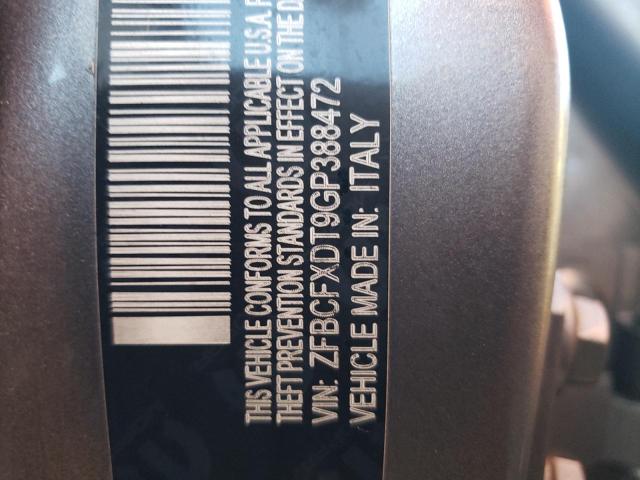 THIS VEHICLE CONFORMS TO ALL APPLICABLE U.S.A.
THEFT PREVENTION STANDARDS IN EFFECT ON THE
VIN: ZFBCFXDT9GP388472
VEHICLE MADE IN: ITALY